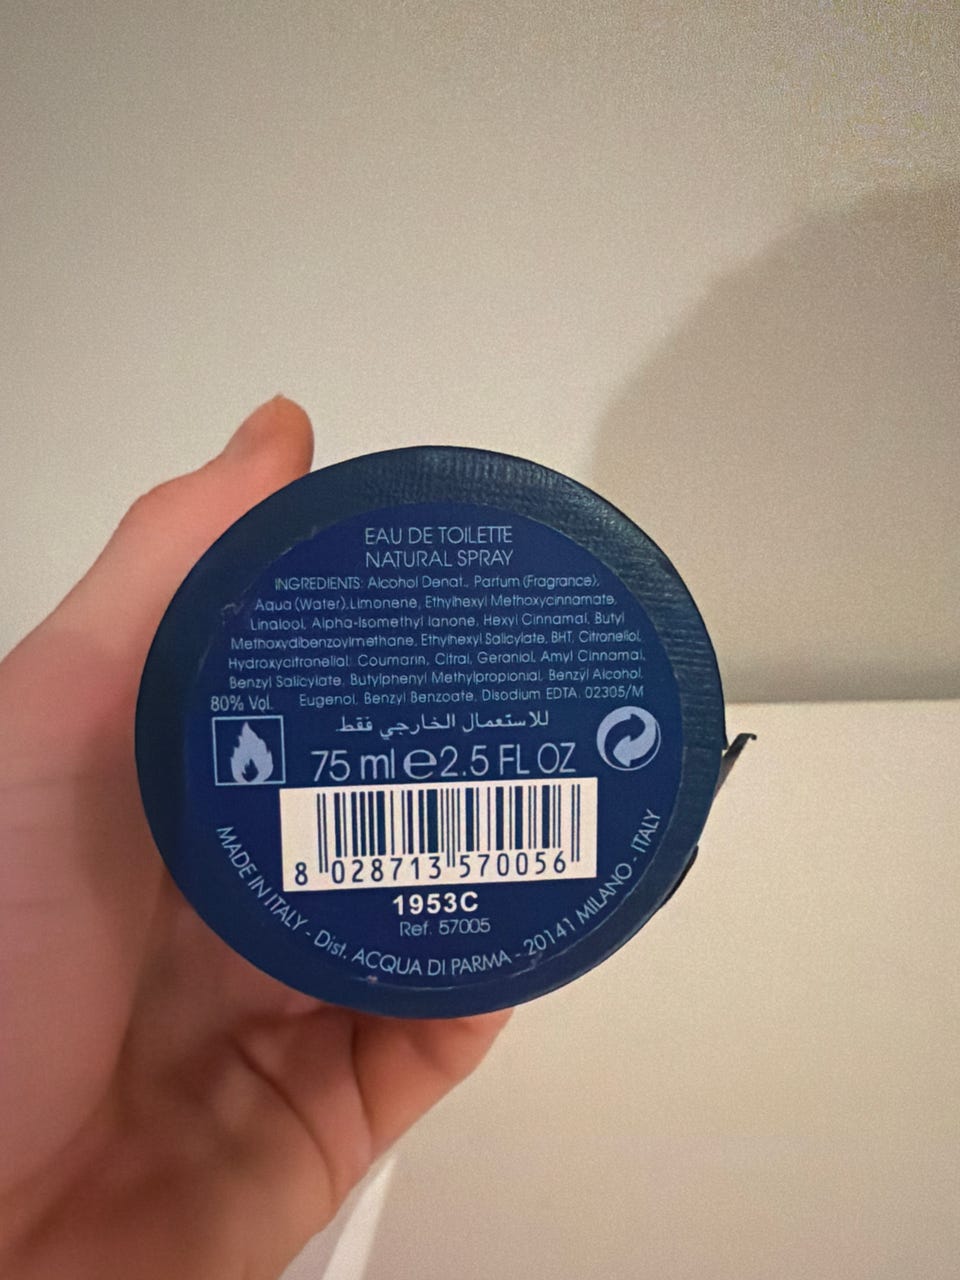 EAU DE TOILETTE
NATURAL SPRAY
INGREDIENTS: Alcohol Denat., Partum (Fragrance),
Aqua (Water),Limonene, Ethylhexyl Methoxycinnamate,
Linalool, Alpha-Isomethyl Ianone, Hexyl Cinnamal, Butyl
Methoxydibenzoylmethane, Ethylhexyl Salicylate, BHT, Citronellol,
Hydroxycitronellal, Coumarin, Citral, Geraniol, Amyl Cinnamal,
Benzyl Salicylate, Butylphenyl Methylpropional, Benzyl Alcohol,
Eugenol, Benzyl Benzoate, Disodium EDTA. 02305/M
80% Vol.
للاستعمال الخارجي فقط
75 ml e 2.5 FL OZ
8 028713 570056
1953C
Ref. 57005
MADE IN ITALY - Dist. ACQUA DI PARMA - 20141 MILANO - ITALY